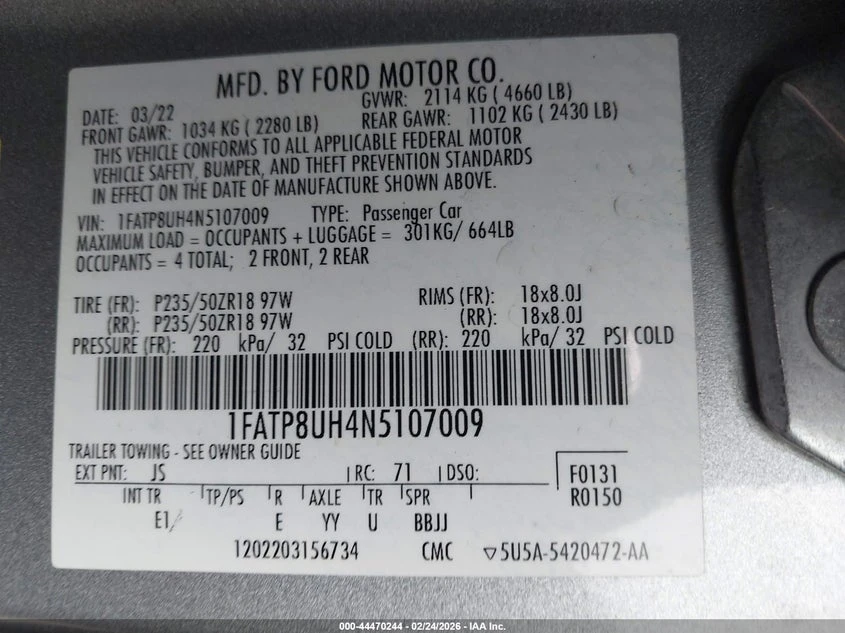 MFD. BY FORD MOTOR CO.
DATE: 03/22 GVWR: 2114 KG ( 4660 LB)
FRONT GAWR: 1034 KG ( 2280 LB) REAR GAWR: 1102 KG ( 2430 LB)
THIS VEHICLE CONFORMS TO ALL APPLICABLE FEDERAL MOTOR
VEHICLE SAFETY, BUMPER, AND THEFT PREVENTION STANDARDS
IN EFFECT ON THE DATE OF MANUFACTURE SHOWN ABOVE.
VIN: 1FATP8UH4N5107009 TYPE: Passenger Car
MAXIMUM LOAD = OCCUPANTS + LUGGAGE = 301KG/ 664LB
OCCUPANTS = 4 TOTAL; 2 FRONT, 2 REAR
TIRE (FR): P235/50ZR18 97W RIMS (FR): 18x8.0J
(RR): P235/50ZR18 97W (RR): 18x8.0J
PRESSURE (FR): 220 kPa/ 32 PSI COLD (RR): 220 kPa/ 32 PSI COLD
1FATP8UH4N5107009
TRAILER TOWING - SEE OWNER GUIDE
EXT PNT: JS RC: 71 DSO: F0131
INT TR TP/PS R AXLE TR SPR R0150
E1 E YY U BBJJ
1202203156734 CMC ▽5U5A-5420472-AA
000-44470244 - 02/24/2026 - IAA Inc.